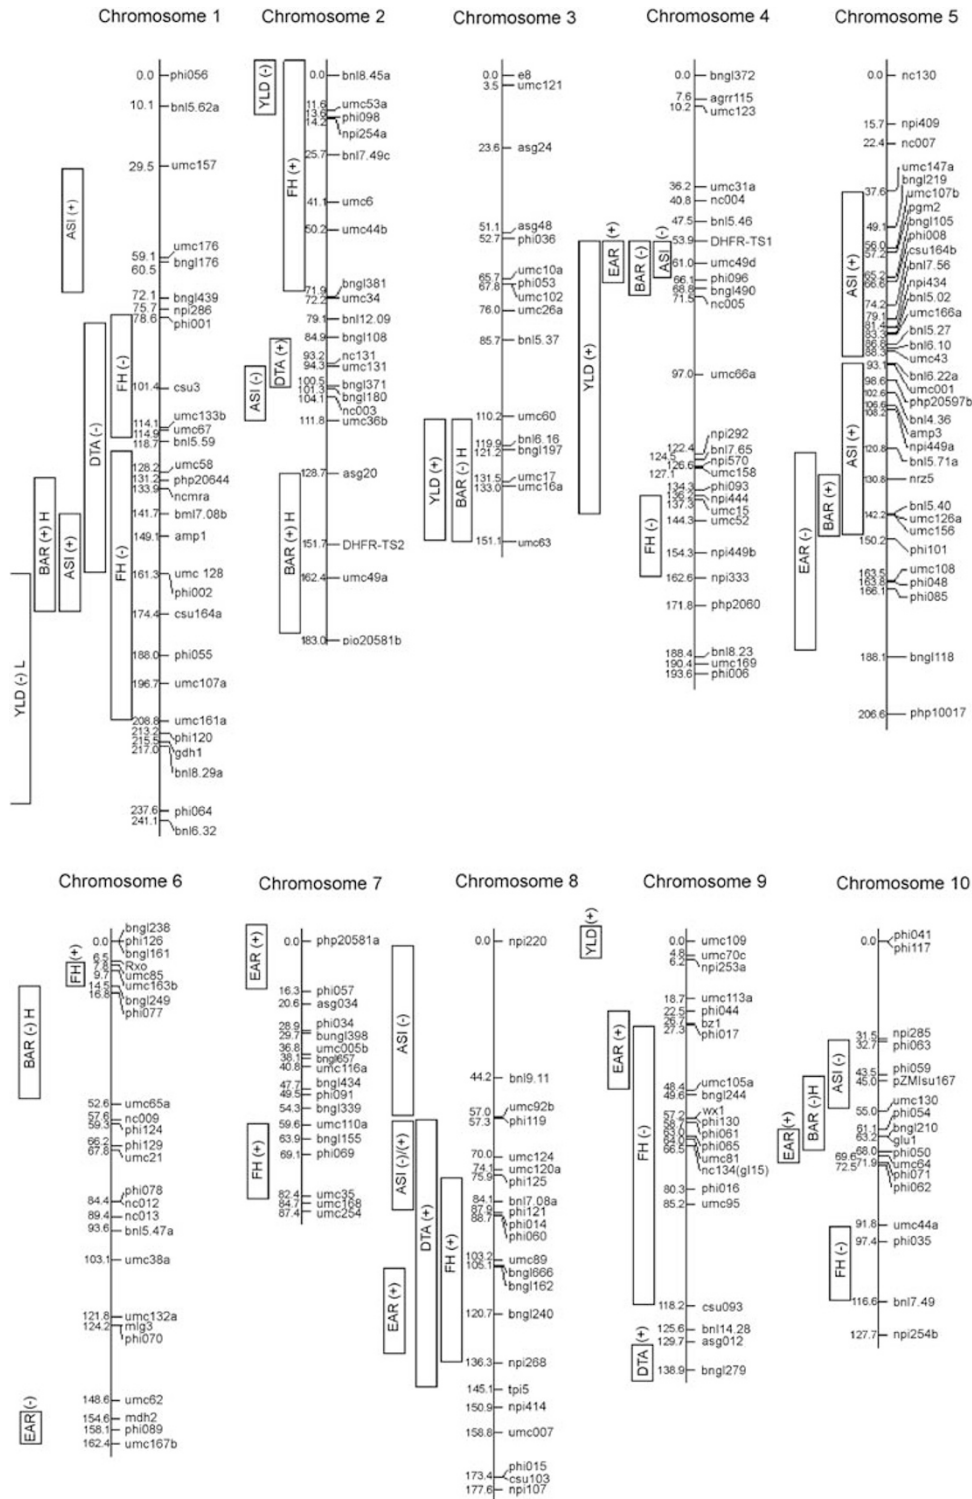 Chromosome 1
YLD (-) L
BAR (+) H
ASI (+)
ASI (+)
DTA (-)
FH (-)
FH (-)
0.0 phi056
10.1 bnl5.62a
29.5 umc157
59.1 umc176
60.5 bngl176
72.1 bngl439
75.7 npi286
78.6 phi001
101.4 csu3
114.1 umc133b
114.9 umc67
118.7 bnl5.59
128.2 umc58
131.2 php20644
133.9 ncmra
141.7 bml7.08b
149.1 amp1
161.3 umc 128
phi002
174.4 csu164a
188.0 phi055
196.7 umc107a
208.8 umc161a
213.2 phi120
215.5 gdh1
217.0 bnl8.29a
237.6 phi064
241.1 bnl6.32
Chromosome 2
YLD (-)
FH (+)
ASI (-)
DTA (+)
BAR (+) H
0.0 bnl8.45a
11.6 umc53a
13.6 phi098
14.2 npi254a
25.7 bnl7.49c
41.1 umc6
50.2 umc44b
71.9 bngl381
72.2 umc34
79.1 bnl12.09
84.9 bngl108
93.2 nc131
94.3 umc131
100.5 bngl371
101.3 bngl180
104.1 nc003
111.8 umc36b
128.7 asg20
151.7 DHFR-TS2
162.4 umc49a
183.0 pio20581b
Chromosome 3
YLD (+)
BAR (-) H
0.0 e8
3.5 umc121
23.6 asg24
51.1 asg48
52.7 phi036
65.7 umc10a
67.8 phi053
umc102
76.0 umc26a
85.7 bnl5.37
110.2 umc60
119.9 bnl6.16
121.2 bngl197
131.5 umc17
133.0 umc16a
151.1 umc63
Chromosome 4
YLD (+)
EAR (+)
BAR (-)
ASI (-)
FH (-)
0.0 bngl372
7.6 agrr115
10.2 umc123
36.2 umc31a
40.8 nc004
47.5 bnl5.46
53.9 DHFR-TS1
61.0 umc49d
66.1 phi096
68.8 bngl490
71.5 nc005
97.0 umc66a
npi292
122.4 bnl7.65
124.5 npi570
126.6 umc158
127.1
134.3 phi093
136.2 npi444
137.3 umc15
144.3 umc52
154.3 npi449b
162.6 npi333
171.8 php2060
188.4 bnl8.23
190.4 umc169
193.6 phi006
Chromosome 5
EAR (-)
BAR (+)
ASI (+)
ASI (+)
0.0 nc130
15.7 npi409
22.4 nc007
umc147a
bngl219
37.6 umc107b
pgm2
49.1 bngl105
phi008
56.0 csu164b
57.2 bnl7.56
65.2 npi434
66.6 bnl5.02
74.2 umc166a
79.1 bnl5.27
81.4 bnl6.10
83.3 umc43
86.8
88.3
93.1 bnl6.22a
98.6 umc001
102.6 php20597b
106.6 bnl4.36
108.2 amp3
npi449a
120.8 bnl5.71a
130.8 nrz5
142.2 bnl5.40
umc126a
umc156
150.2 phi101
163.5 umc108
163.8 phi048
166.1 phi085
188.1 bngl118
206.6 php10017
Chromosome 6
FH (+)
BAR (-) H
EAR (-)
bngl238
0.0 phi126
bngl161
6.5 Rxo
7.8 umc85
9.7 umc163b
14.5 bngl249
16.8 phi077
52.6 umc65a
57.6 nc009
59.3 phi124
66.2 phi129
67.8 umc21
phi078
84.4 nc012
89.4 nc013
93.6 bnl5.47a
103.1 umc38a
121.8 umc132a
124.2 mlg3
phi070
148.6 umc62
154.6 mdh2
158.1 phi089
162.4 umc167b
Chromosome 7
EAR (+)
FH (+)
0.0 php20581a
16.3 phi057
20.6 asg034
28.9 phi034
29.7 bungl398
36.8 umc005b
38.1 bngl657
40.8 umc116a
47.7 bngl434
49.5 phi091
54.3 bngl339
59.6 umc110a
63.9 bngl155
69.1 phi069
82.4 umc35
84.7 umc168
87.4 umc254
Chromosome 8
ASI (-)
ASI (-)/(+)
EAR (+)
DTA (+)
FH (+)
0.0 npi220
44.2 bnl9.11
57.0 umc92b
57.3 phi119
70.0 umc124
74.1 umc120a
75.9 phi125
84.1 bnl7.08a
87.9 phi121
88.7 phi014
phi060
103.2 umc89
105.1 bngl666
bngl162
120.7 bngl240
136.3 npi268
145.1 tpi5
150.9 npi414
158.8 umc007
phi015
173.4 csu103
177.6 npi107
Chromosome 9
YLD (+)
EAR (+)
FH (-)
DTA (+)
0.0 umc109
4.8 umc70c
6.2 npi253a
18.7 umc113a
22.5 phi044
26.7 bz1
27.3 phi017
48.4 umc105a
49.6 bngl244
57.2 wx1
58.7 phi130
63.0 phi061
64.0 phi065
66.5 umc81
nc134(gl15)
80.3 phi016
85.2 umc95
118.2 csu093
125.6 bnl14.28
129.7 asg012
138.9 bngl279
Chromosome 10
EAR(+)
BAR (-)H
ASI (-)
FH (-)
phi041
0.0 phi117
31.5 npi285
32.7 phi063
43.5 phi059
45.0 pZMIsu167
55.0 umc130
phi054
61.1 bngl210
63.2 glu1
68.0 phi050
69.6 umc64
71.9 phi071
72.5 phi062
91.8 umc44a
97.4 phi035
116.6 bnl7.49
127.7 npi254b